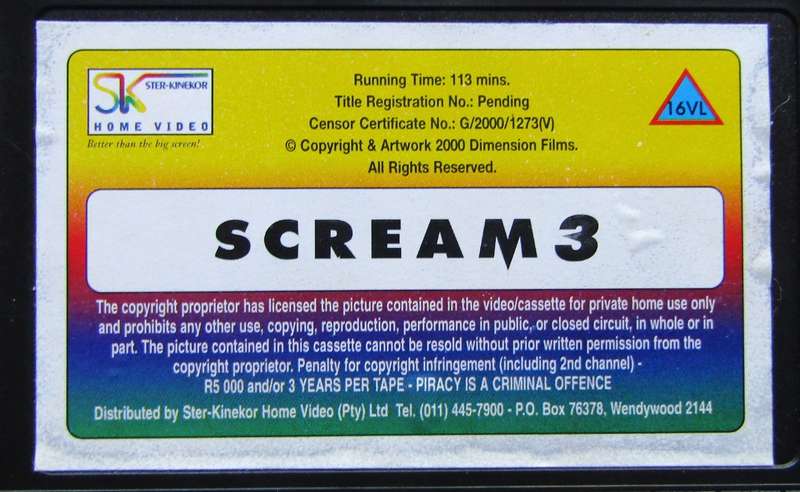 SK STER-KINEKOR
HOME VIDEO
Better than the big screen!
Running Time: 113 mins.
Title Registration No.: Pending
Censor Certificate No.: G/2000/1273(V)
© Copyright & Artwork 2000 Dimension Films.
All Rights Reserved.
16VL
SCREAM 3
The copyright proprietor has licensed the picture contained in the video/cassette for private home use only
and prohibits any other use, copying, reproduction, performance in public, or closed circuit, in whole or in
part. The picture contained in this cassette cannot be resold without prior written permission from the
copyright proprietor. Penalty for copyright infringement (including 2nd channel) -
R5 000 and/or 3 YEARS PER TAPE - PIRACY IS A CRIMINAL OFFENCE
Distributed by Ster-Kinekor Home Video (Pty) Ltd Tel. (011) 445-7900 - P.O. Box 76378, Wendywood 2144